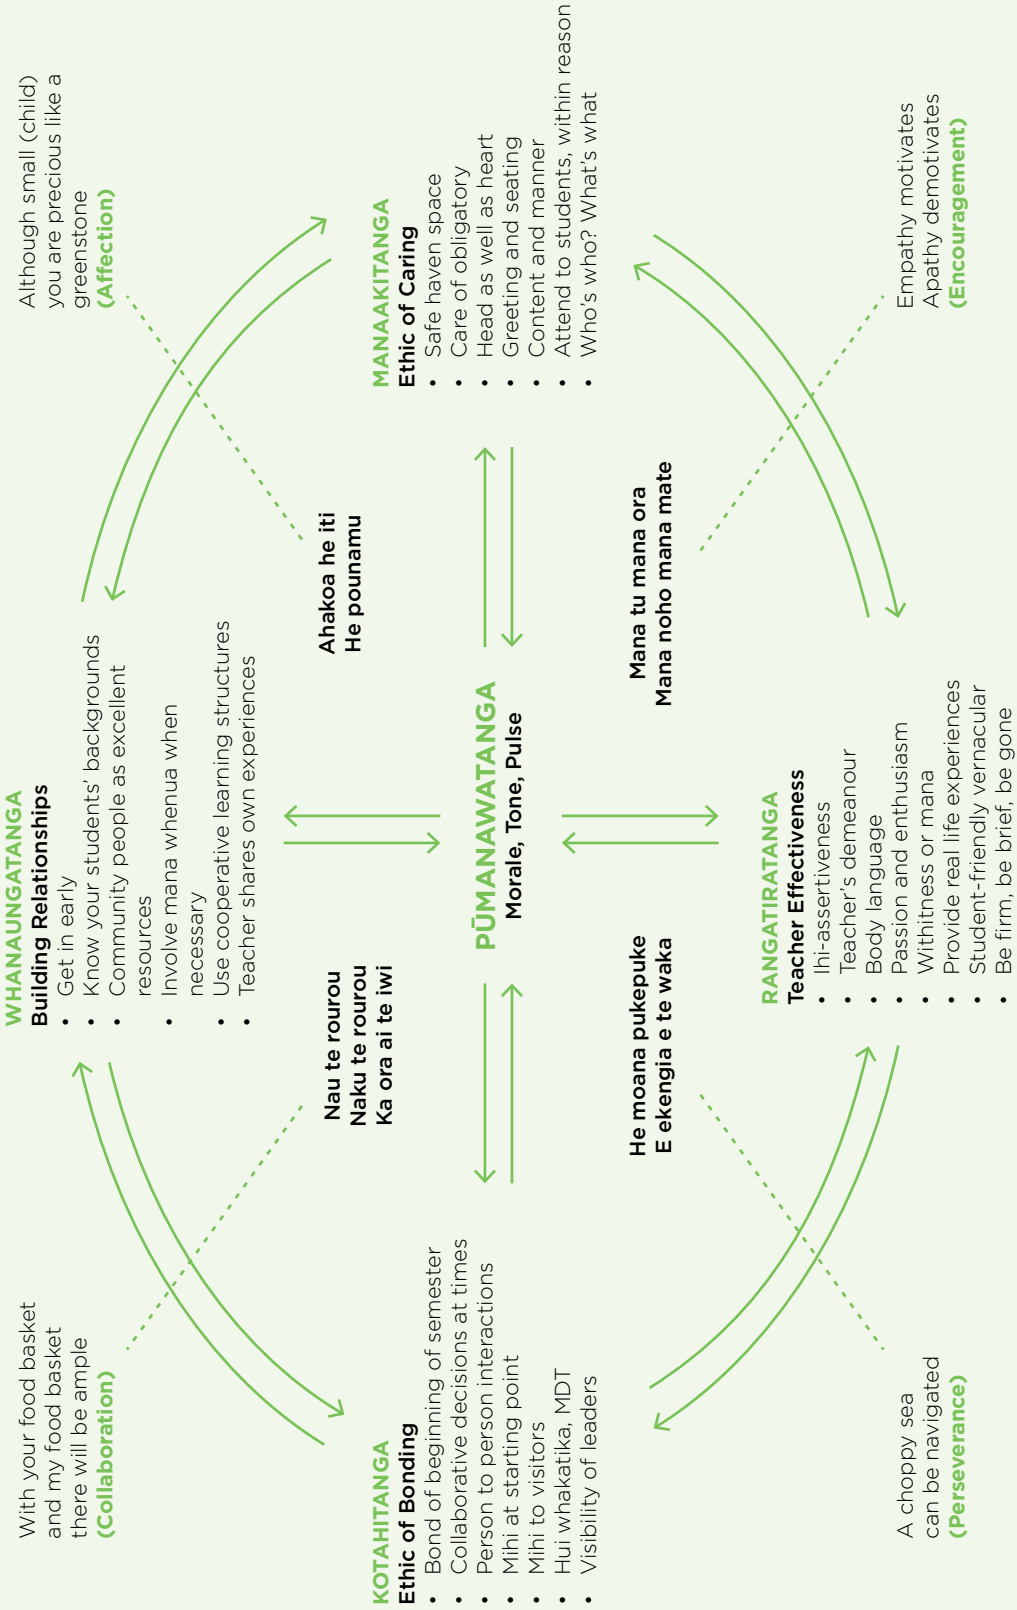 With your food basket
and my food basket
there will be ample
(Collaboration)
WHANAUNGATANGA
Building Relationships
• Get in early
• Know your students' backgrounds
• Community people as excellent
resources
• Involve mana whenua when
necessary
• Use cooperative learning structures
• Teacher shares own experiences
Although small (child)
you are precious like a
greenstone
(Affection)
Nau te rourou
Naku te rourou
Ka ora ai te iwi
Ahakoa he iti
He pounamu
KOTAHITANGA
Ethic of Bonding
• Bond of beginning of semester
• Collaborative decisions at times
• Person to person interactions
• Mihi at starting point
• Mihi to visitors
• Hui whakatika, MDT
• Visibility of leaders
PŪMANAWATANGA
Morale, Tone, Pulse
MANAAKITANGA
Ethic of Caring
• Safe haven space
• Care of obligatory
• Head as well as heart
• Greeting and seating
• Content and manner
• Attend to students, within reason
• Who's who? What's what
He moana pukepuke
E ekengia e te waka
Mana tu mana ora
Mana noho mana mate
A choppy sea
can be navigated
(Perseverance)
RANGATIRATANGA
Teacher Effectiveness
• Ihi-assertiveness
• Teacher's demeanour
• Body language
• Passion and enthusiasm
• Withitness or mana
• Provide real life experiences
• Student-friendly vernacular
• Be firm, be brief, be gone
Empathy motivates
Apathy demotivates
(Encouragement)